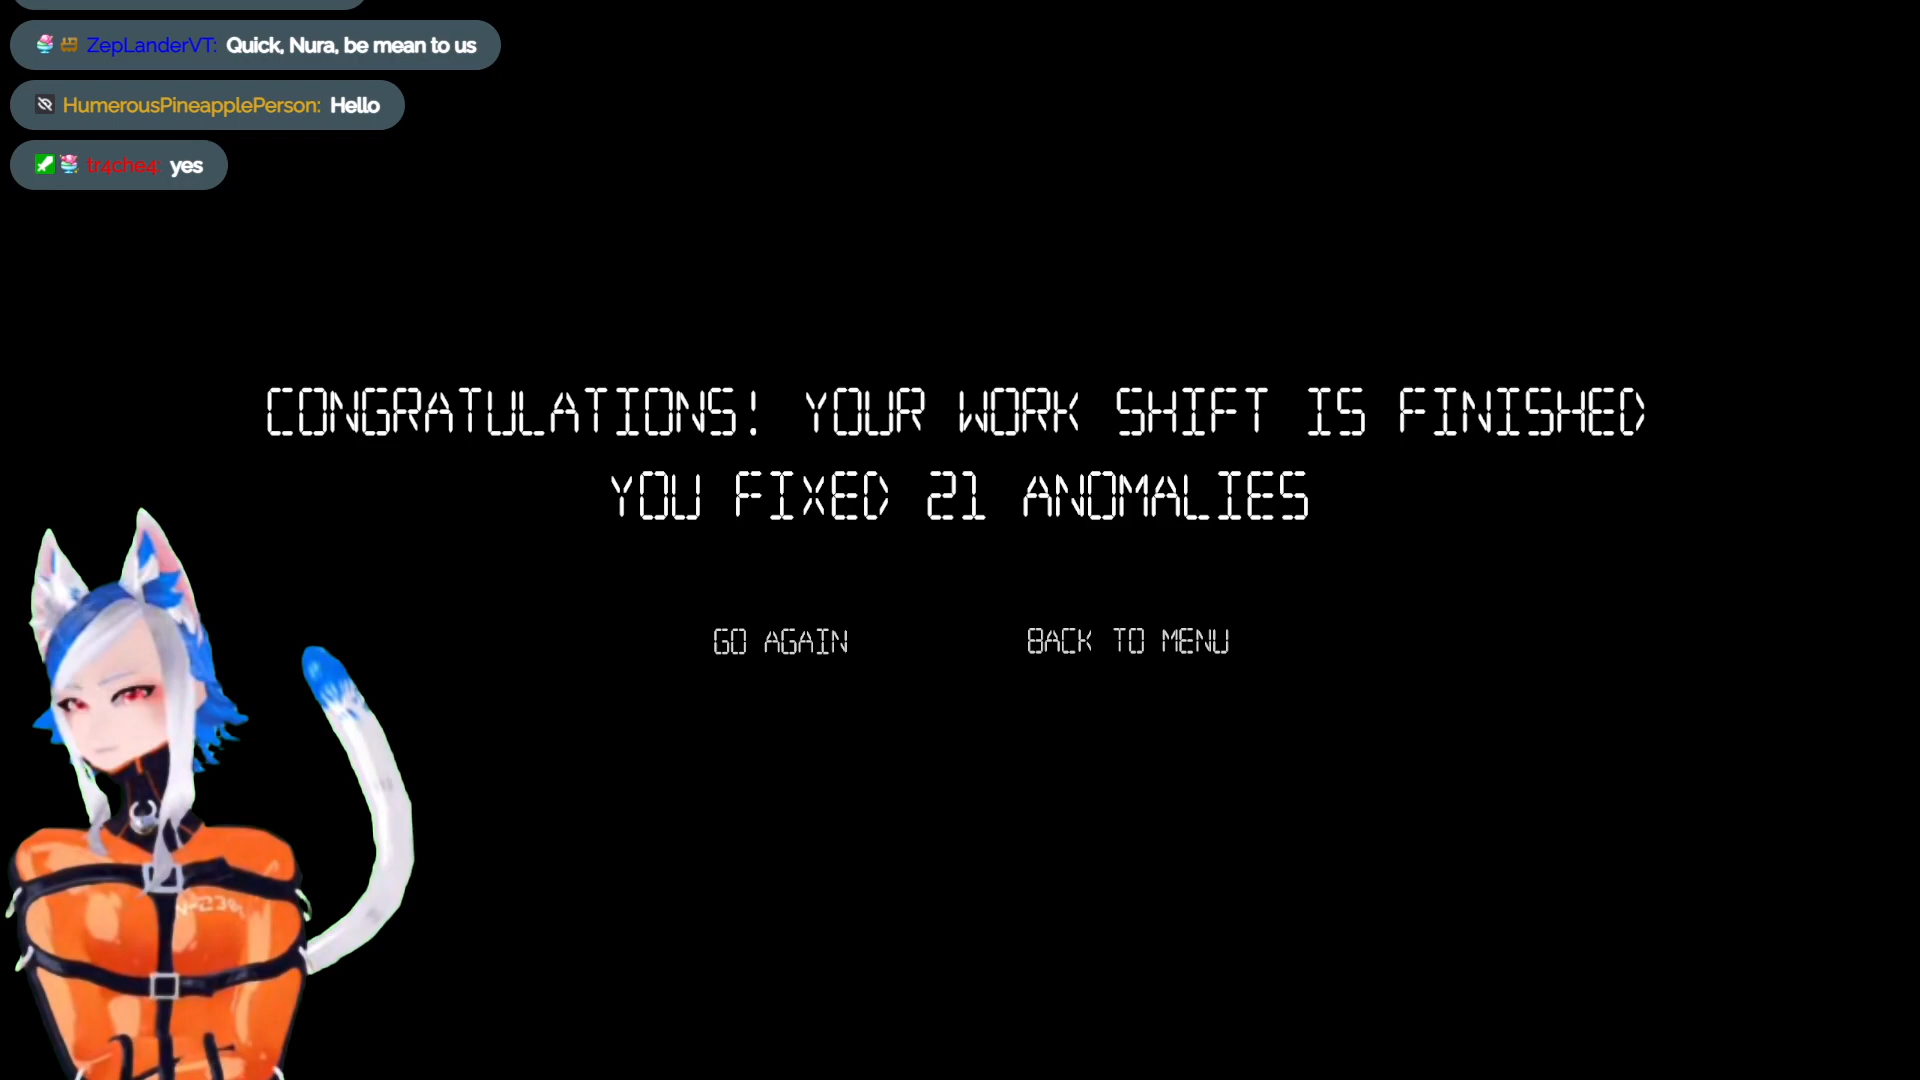 ZepLanderVT: Quick, Nura, be mean to us
HumerousPineapplePerson: Hello
tr4che4: yes
CONGRATULATIONS! YOUR WORK SHIFT IS FINISHED
YOU FIXED 21 ANOMALIES
GO AGAIN
BACK TO MENU